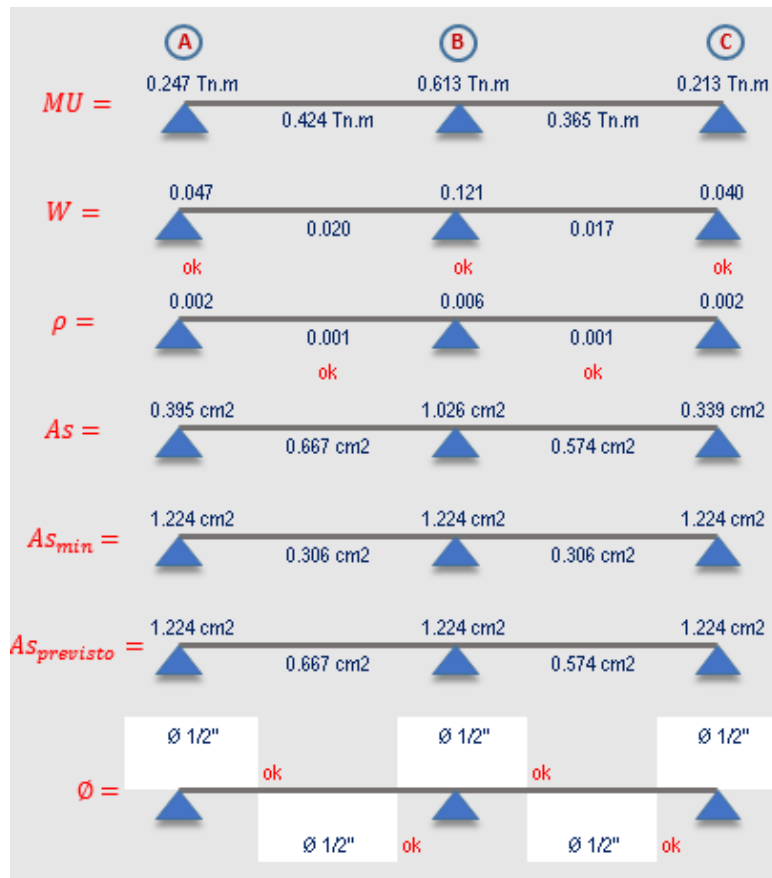 A B C
0.247 Tn.m 0.613 Tn.m 0.213 Tn.m
MU =
0.424 Tn.m 0.365 Tn.m
0.047 0.121 0.040
W =
0.020 0.017
ok ok ok
0.002 0.006 0.002
ρ =
0.001 0.001
ok ok
0.395 cm2 1.026 cm2 0.339 cm2
As =
0.667 cm2 0.574 cm2
1.224 cm2 1.224 cm2 1.224 cm2
As_min =
0.306 cm2 0.306 cm2
1.224 cm2 1.224 cm2 1.224 cm2
As_previsto =
0.667 cm2 0.574 cm2
Ø 1/2" Ø 1/2" Ø 1/2"
ok ok
Ø =
Ø 1/2" ok Ø 1/2" ok